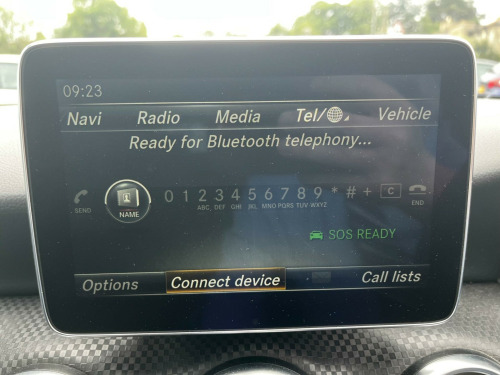 09:23
Navi Radio Media Tel/ Vehicle
Ready for Bluetooth telephony...
0 1 2 3 4 5 6 7 8 9 * # + C
ABC DEF GHI JKL MNO PQRS TUV WXYZ
SEND NAME END
SOS READY
Options Connect device Call lists